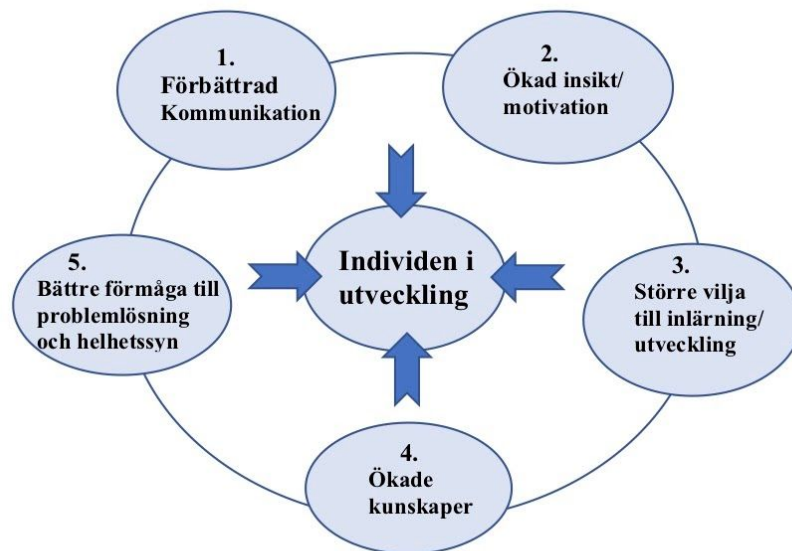 1.
Förbättrad
Kommunikation
2.
Ökad insikt/
motivation
3.
Större vilja
till inlärning/
utveckling
4.
Ökade
kunskaper
5.
Bättre förmåga till
problemlösning
och helhetssyn
Individen i
utveckling